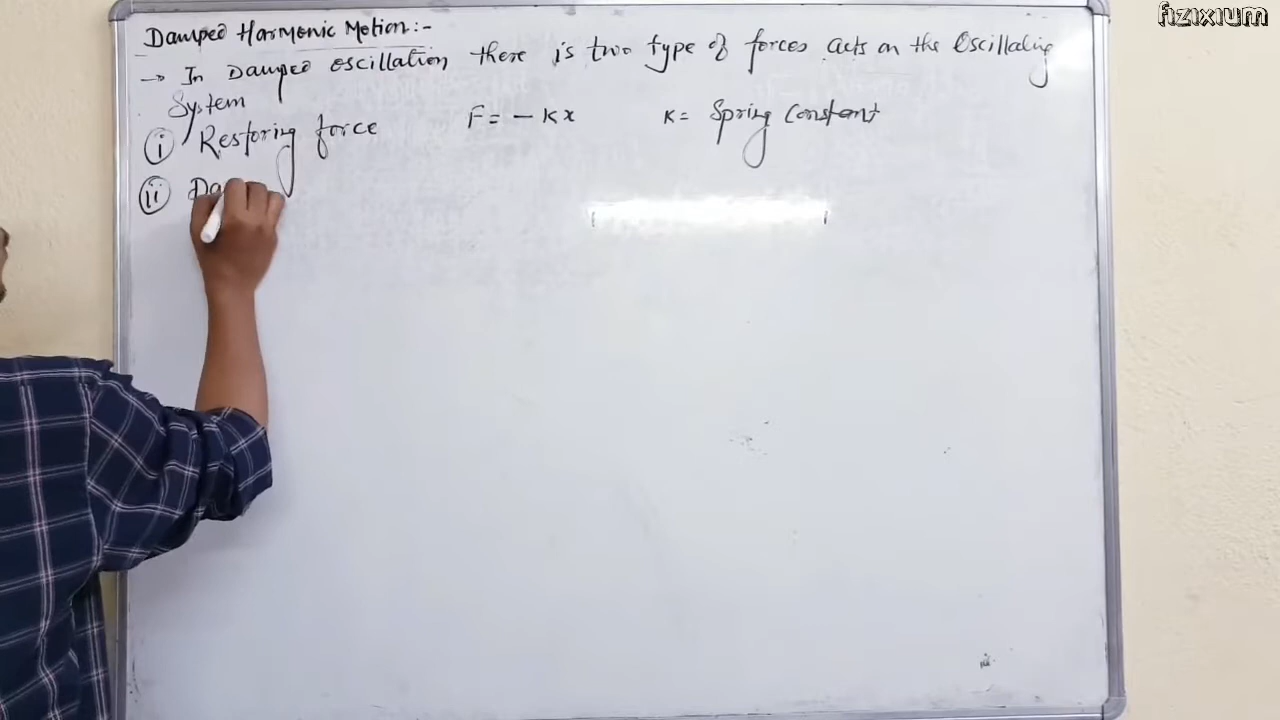 fizixium
Damped Harmonic Motion:-
→ In Damped oscillation there is two type of forces acts on the Oscillating
System
(i) Restoring force F = - Kx K = Spring Constant
(ii) Da